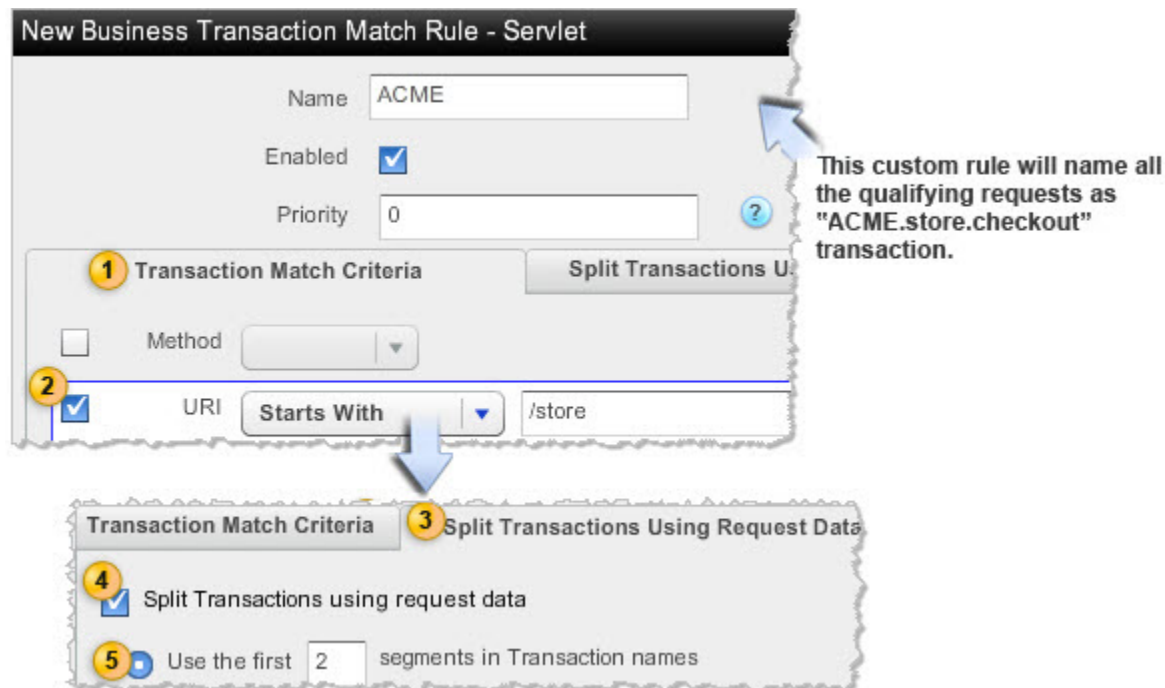 New Business Transaction Match Rule - Servlet
Name ACME
Enabled
Priority 0 ?
This custom rule will name all
the qualifying requests as
"ACME.store.checkout"
transaction.
1 Transaction Match Criteria Split Transactions U
Method
2
URI Starts With /store
Transaction Match Criteria 3 Split Transactions Using Request Data
4 Split Transactions using request data
5 Use the first 2 segments in Transaction names